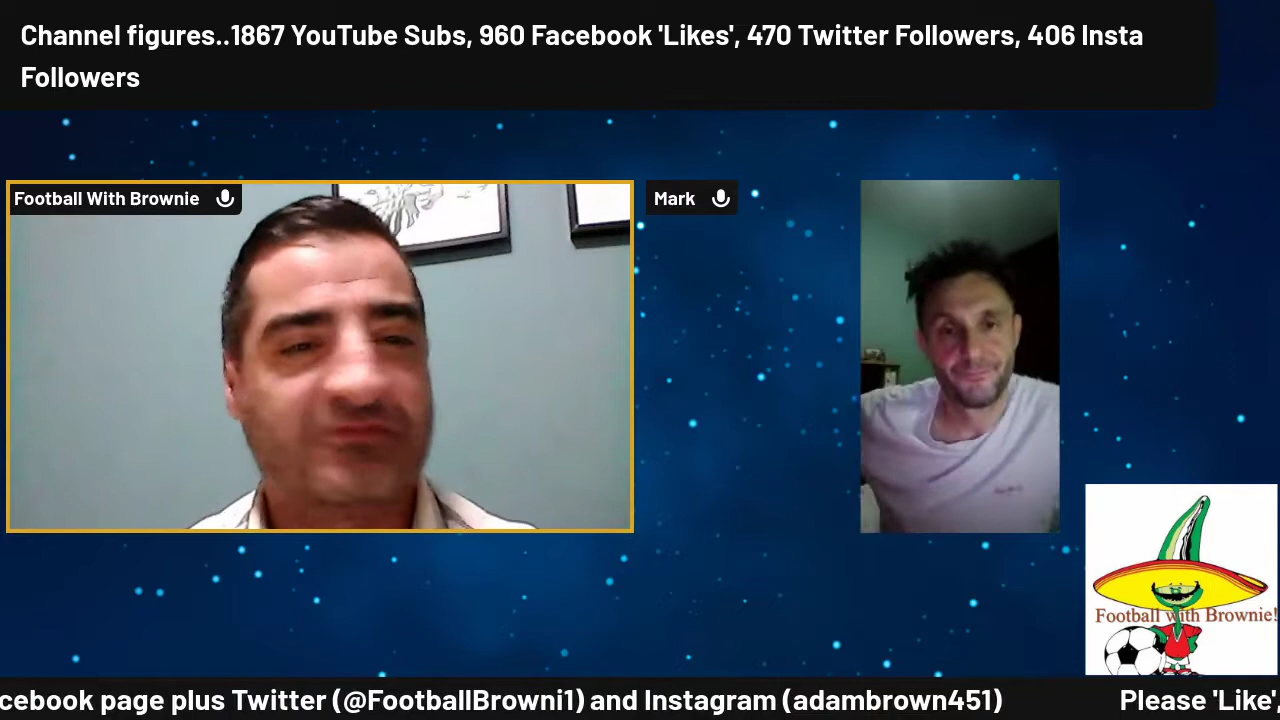 Channel figures..1867 YouTube Subs, 960 Facebook 'Likes', 470 Twitter Followers, 406 Insta
Followers
Football With Brownie
Mark
Football with Brownie!
cebook page plus Twitter (@FootballBrowni1) and Instagram (adambrown451) Please 'Like',